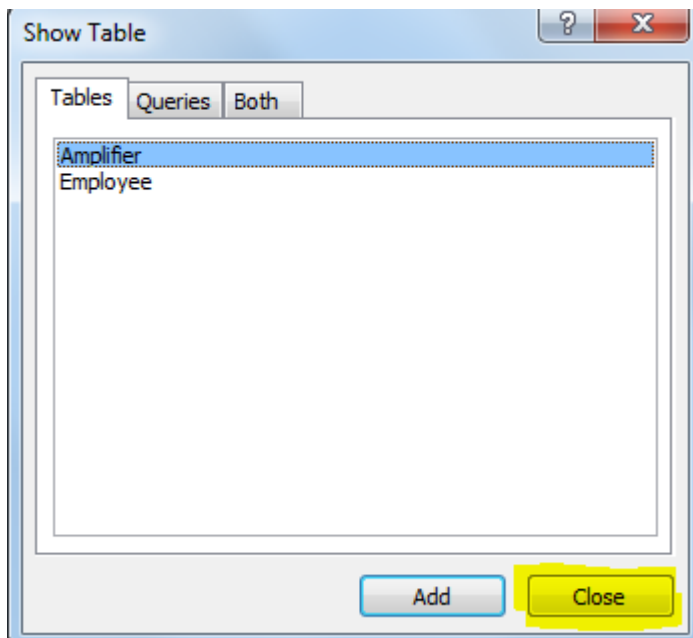 Show Table
Tables Queries Both
Amplifier
Employee
Add Close